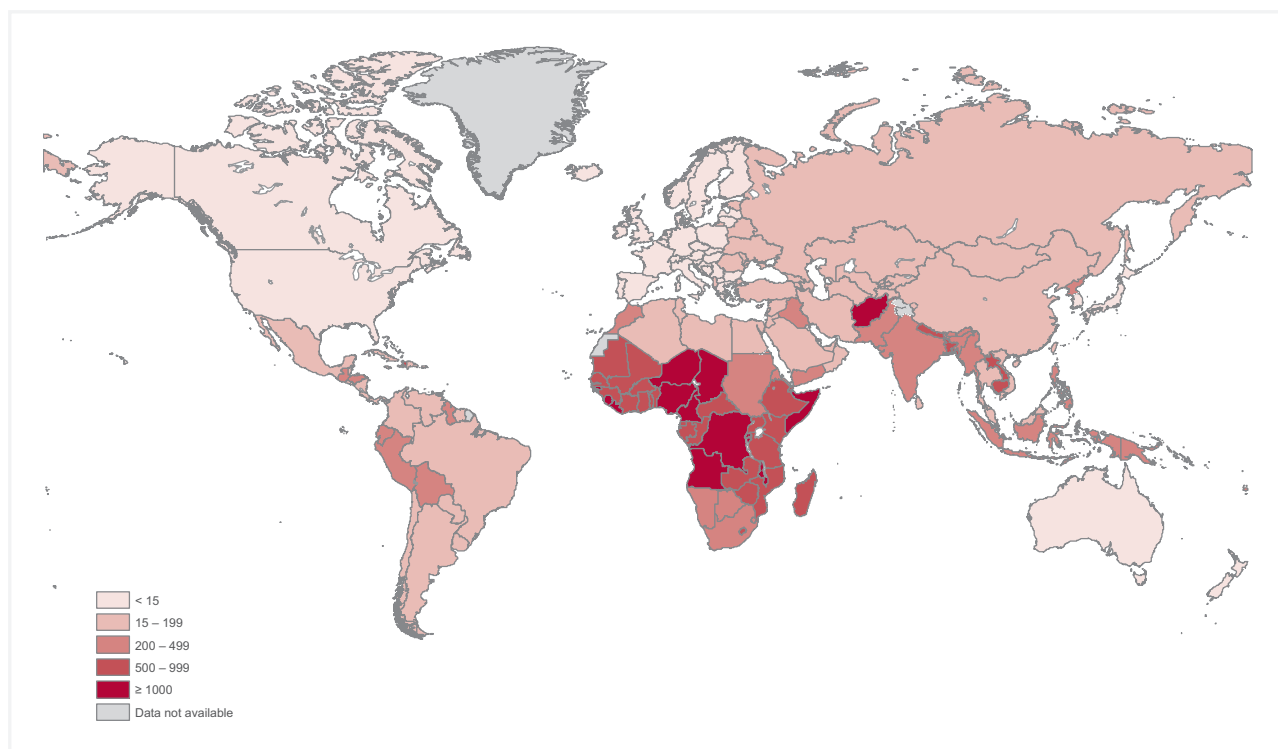 < 15
15 – 199
200 – 499
500 – 999
≥ 1000
Data not available